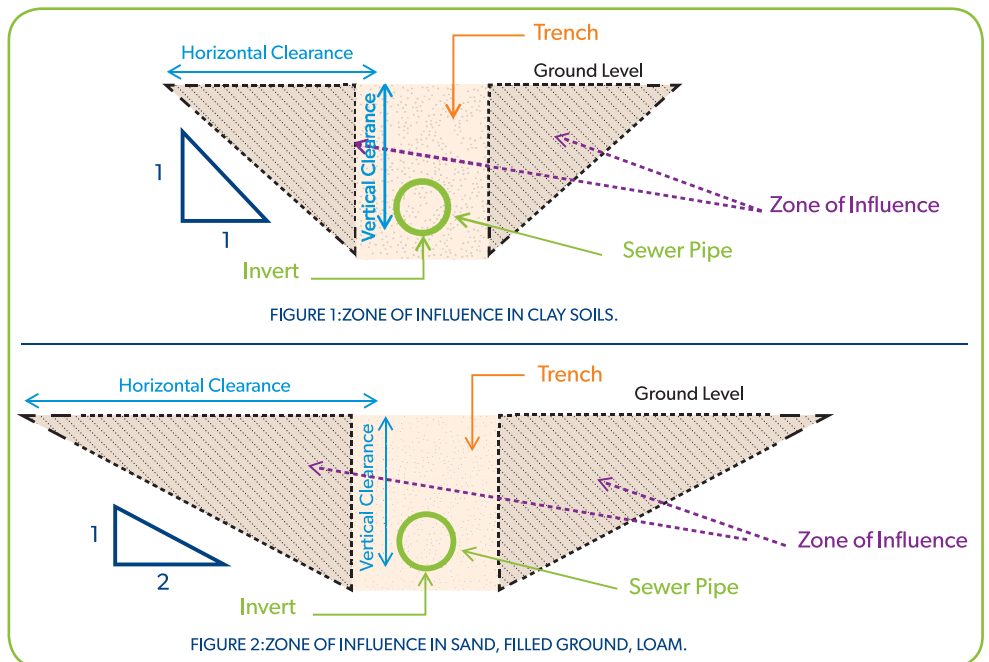 Trench
Horizontal Clearance
Ground Level
Vertical Clearance
1
1
Zone of Influence
Sewer Pipe
Invert
FIGURE 1:ZONE OF INFLUENCE IN CLAY SOILS.
Trench
Horizontal Clearance
Ground Level
Vertical Clearance
1
2
Zone of Influence
Sewer Pipe
Invert
FIGURE 2:ZONE OF INFLUENCE IN SAND, FILLED GROUND, LOAM.